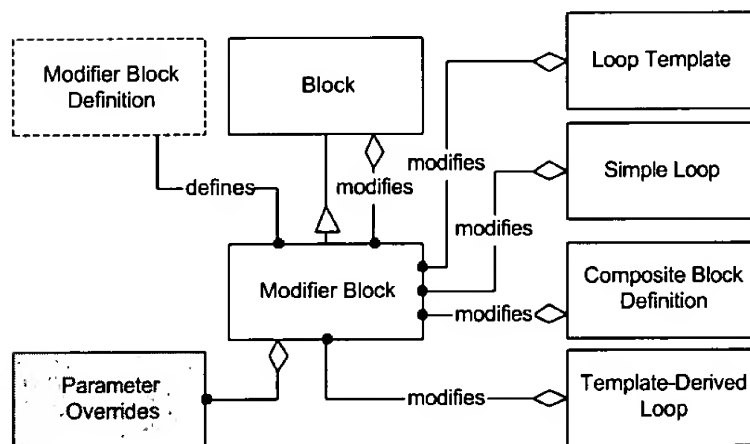 Modifier Block
Definition
Block
Loop Template
modifies
defines
modifies
Simple Loop
modifies
Modifier Block
Composite Block
Definition
modifies
Parameter
Overrides
modifies
Template-Derived
Loop